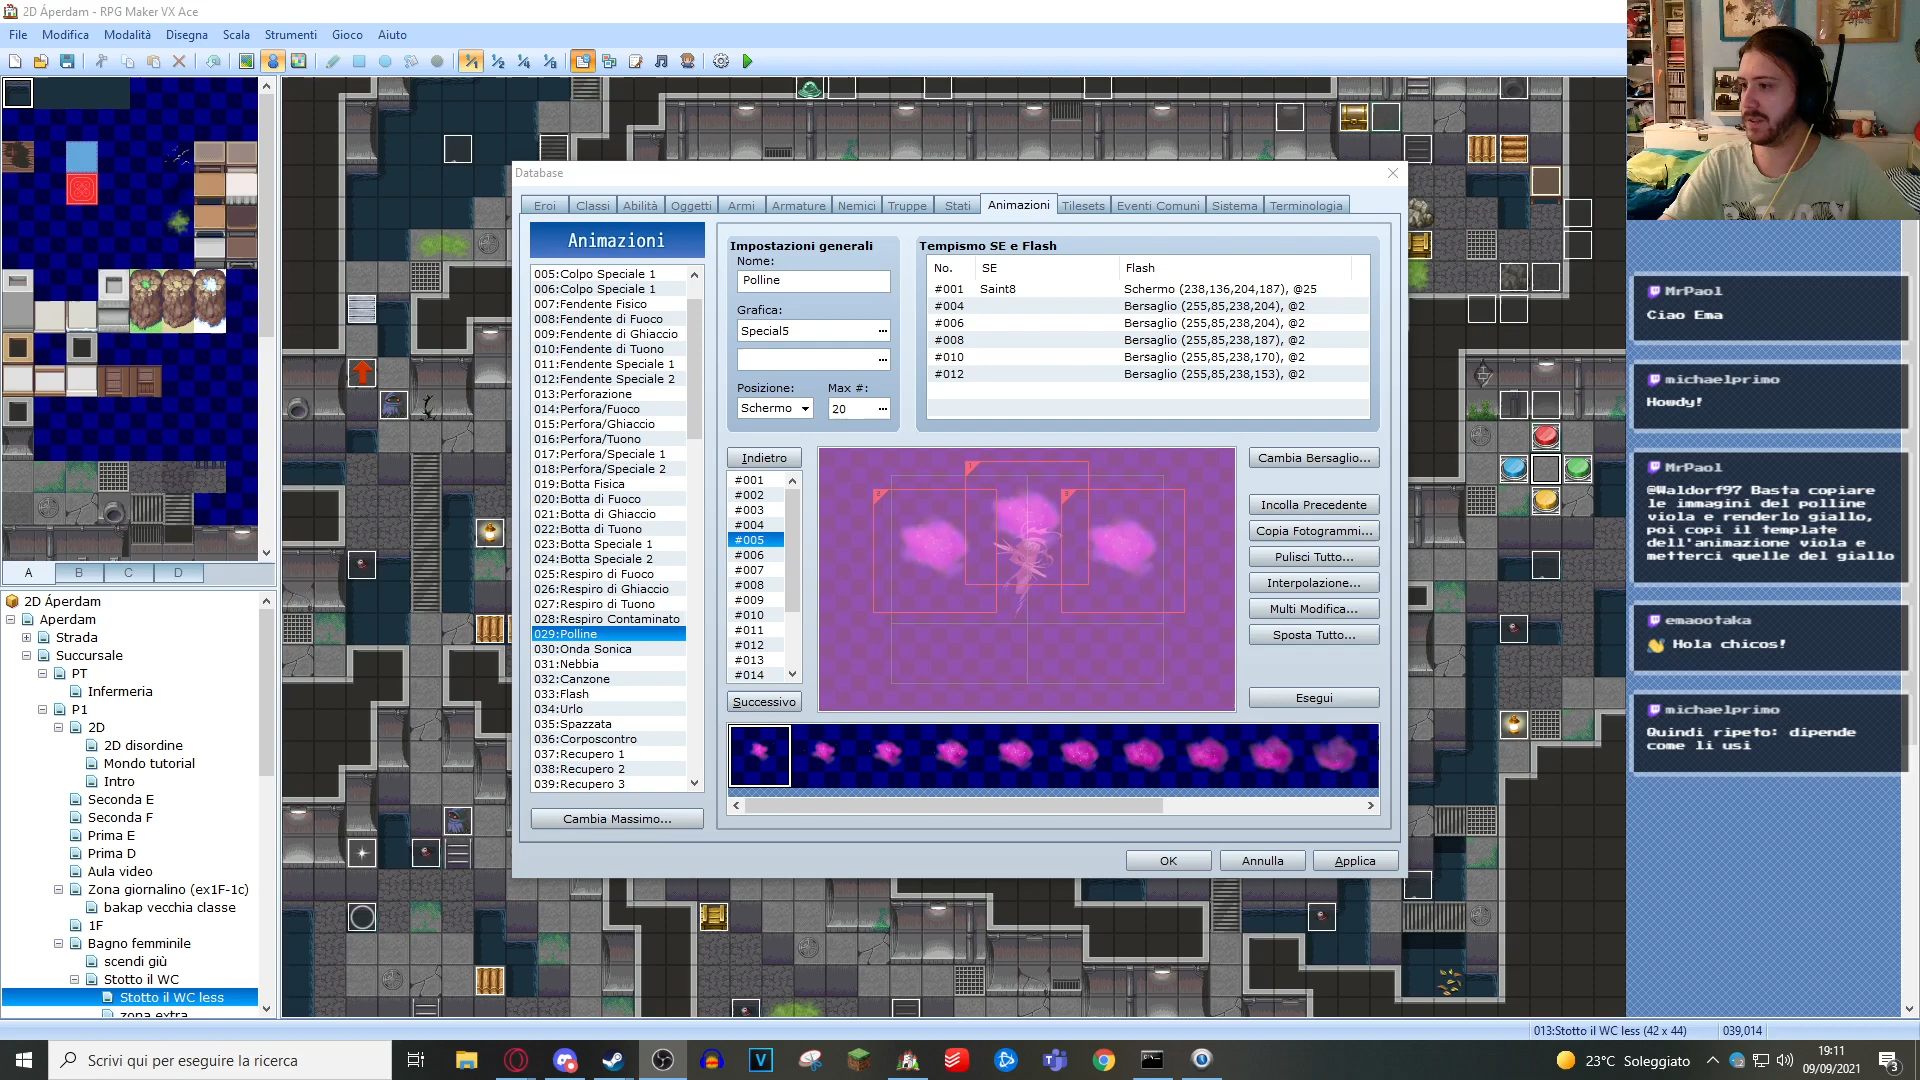 2D Áperdam - RPG Maker VX Ace
File Modifica Modalità Disegna Scala Strumenti Gioco Aiuto
Database
Eroi Classi Abilità Oggetti Armi Armature Nemici Truppe Stati Animazioni Tilesets Eventi Comuni Sistema Terminologia
Animazioni
005:Colpo Speciale 1
006:Colpo Speciale 1
007:Fendente Fisico
008:Fendente di Fuoco
009:Fendente di Ghiaccio
010:Fendente di Tuono
011:Fendente Speciale 1
012:Fendente Speciale 2
013:Perforazione
014:Perfora/Fuoco
015:Perfora/Ghiaccio
016:Perfora/Tuono
017:Perfora/Speciale 1
018:Perfora/Speciale 2
019:Botta Fisica
020:Botta di Fuoco
021:Botta di Ghiaccio
022:Botta di Tuono
023:Botta Speciale 1
024:Botta Speciale 2
025:Respiro di Fuoco
026:Respiro di Ghiaccio
027:Respiro di Tuono
028:Respiro Contaminato
029:Polline
030:Onda Sonica
031:Nebbia
032:Canzone
033:Flash
034:Urlo
035:Spazzata
036:Corposcontro
037:Recupero 1
038:Recupero 2
039:Recupero 3
Cambia Massimo...
Impostazioni generali
Nome:
Polline
Grafica:
Special5
Posizione: Max #:
Schermo 20
Tempismo SE e Flash
No. SE Flash
#001 Saint8 Schermo (238,136,204,187), @25
#004 Bersaglio (255,85,238,204), @2
#006 Bersaglio (255,85,238,204), @2
#008 Bersaglio (255,85,238,187), @2
#010 Bersaglio (255,85,238,170), @2
#012 Bersaglio (255,85,238,153), @2
Indietro
#001
#002
#003
#004
#005
#006
#007
#008
#009
#010
#011
#012
#013
#014
Successivo
1
2
3
Cambia Bersaglio...
Incolla Precedente
Copia Fotogrammi...
Pulisci Tutto...
Interpolazione...
Multi Modifica...
Sposta Tutto...
Esegui
OK Annulla Applica
A B C D
2D Áperdam
Aperdam
Strada
Succursale
PT
Infermeria
P1
2D
2D disordine
Mondo tutorial
Intro
Seconda E
Seconda F
Prima E
Prima D
Aula video
Zona giornalino (ex1F-1c)
bakap vecchia classe
1F
Bagno femminile
scendi giù
Stotto il WC
Stotto il WC less
zona extra
MrPaol
Ciao Ema
michaelprimo
Howdy!
MrPaol
@Waldorf97 Basta copiare
le immagini del polline
viola e renderlo giallo,
poi copi il template
dell'animazione viola e
metterci quelle del giallo
emaootaka
👋 Hola chicos!
michaelprimo
Quindi ripeto: dipende
come li usi
013:Stotto il WC less (42 x 44) 039,014
Scrivi qui per eseguire la ricerca
23°C Soleggiato
19:11
09/09/2021
3